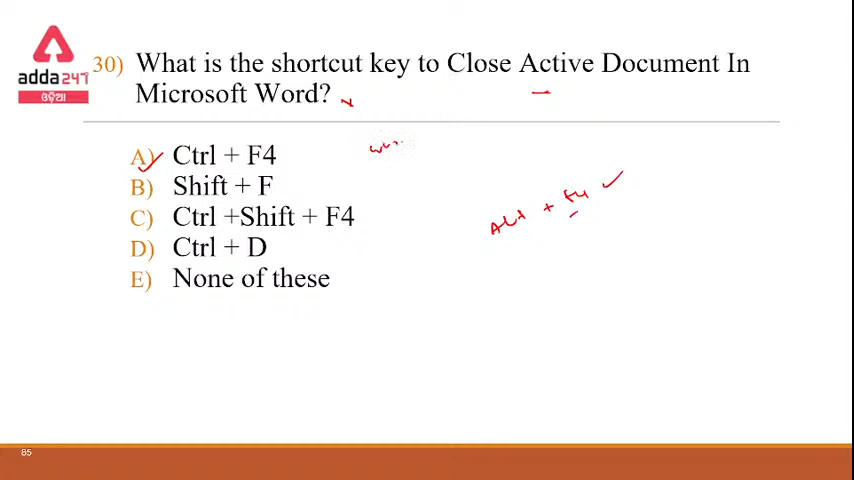 adda247
ଓଡ଼ିଆ
30) What is the shortcut key to Close Active Document In
Microsoft Word?
A) Ctrl + F4
B) Shift + F
C) Ctrl +Shift + F4
D) Ctrl + D
E) None of these
Alt + F4
85